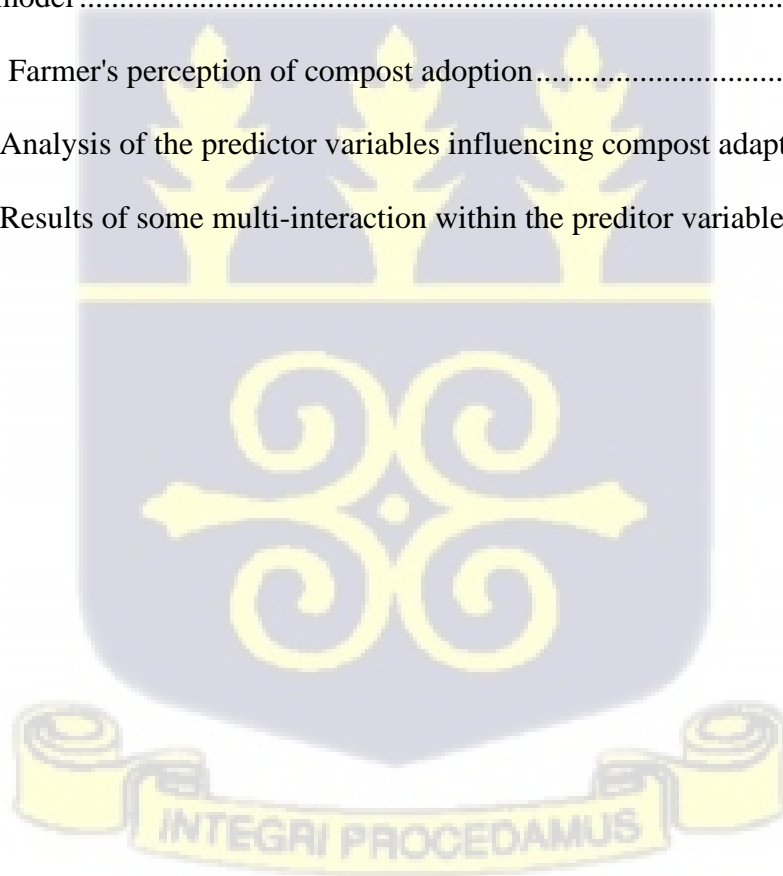 model......................................................................................
Farmer's perception of compost adoption..............................
Analysis of the predictor variables influencing compost adapt
Results of some multi-interaction within the preditor variable
INTEGRI PROCEDAMUS